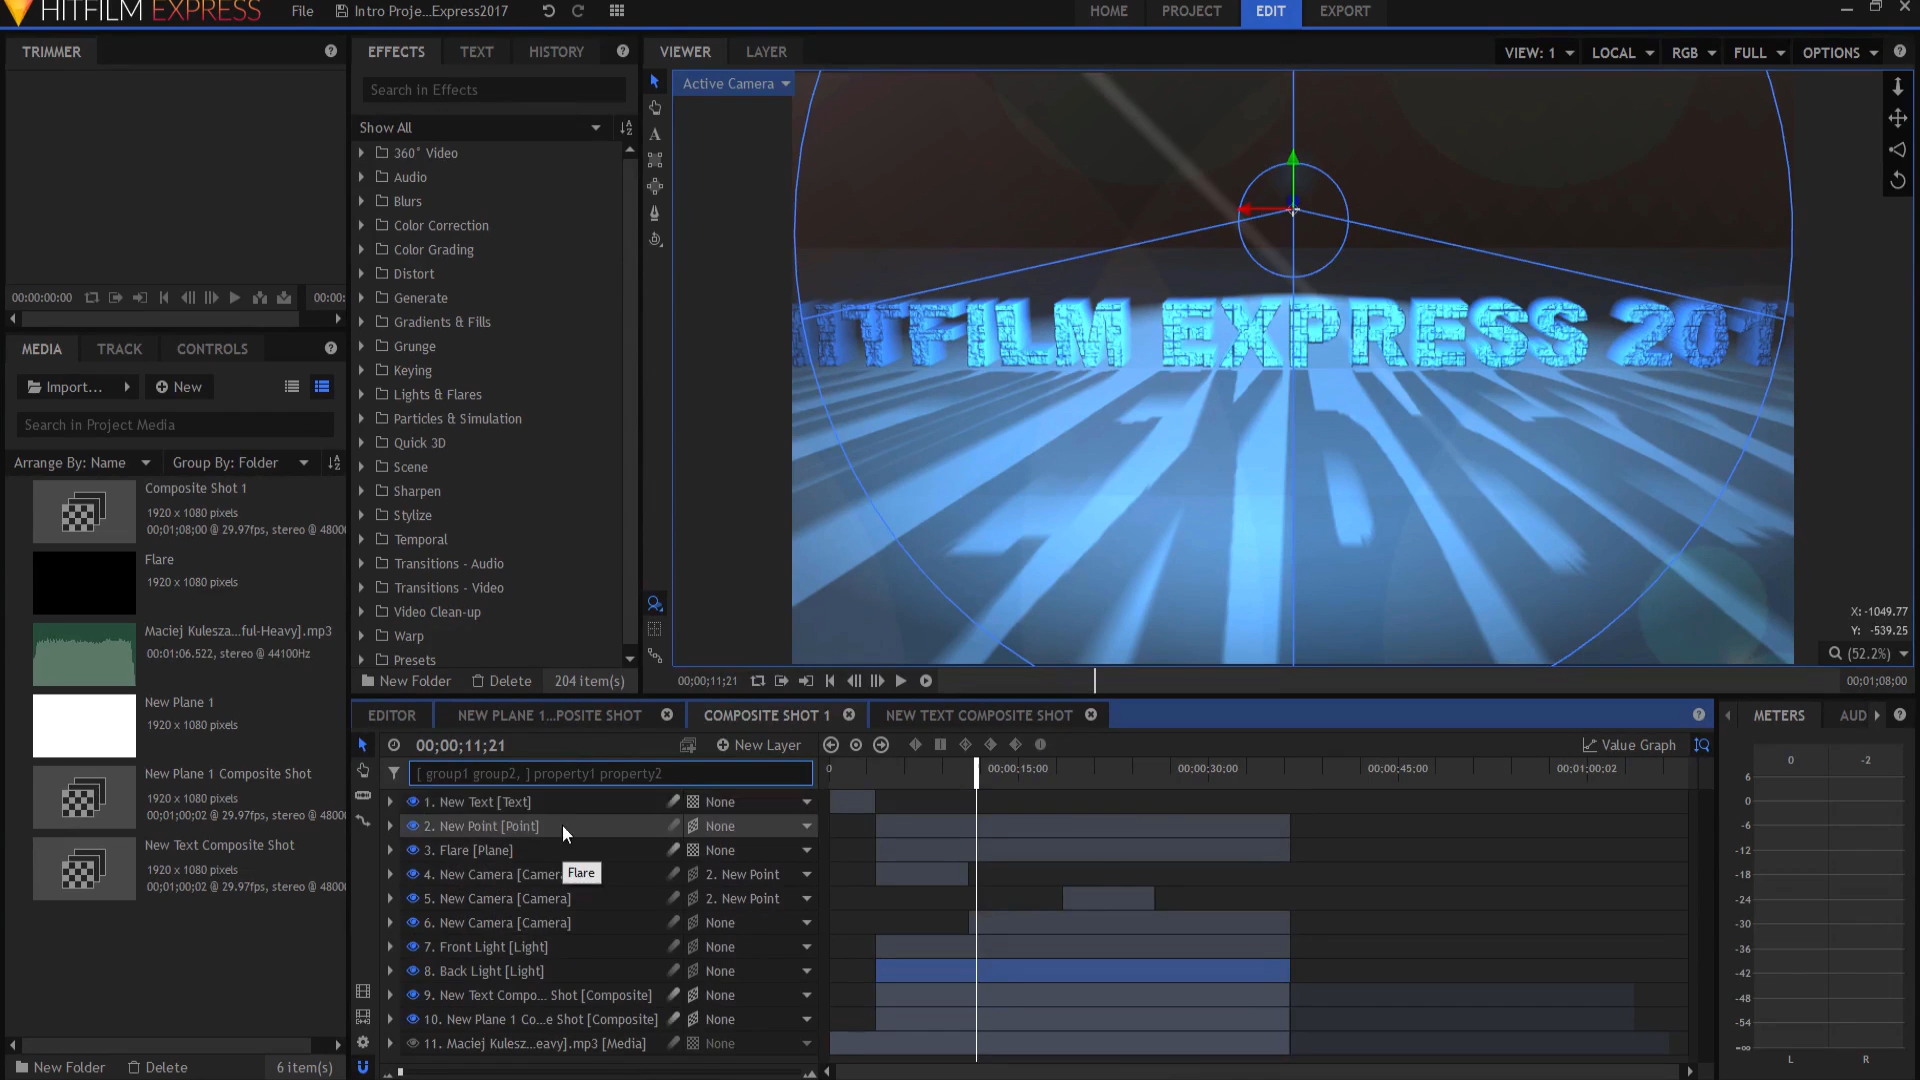 HITFILM EXPRESS
File
Intro Proje...Express2017
HOME
PROJECT
EDIT
EXPORT
TRIMMER
EFFECTS
TEXT
HISTORY
VIEWER
LAYER
VIEW: 1
LOCAL
RGB
FULL
OPTIONS
Search in Effects
Active Camera
Show All
360° Video
Audio
Blurs
Color Correction
Color Grading
Distort
Generate
Gradients & Fills
Grunge
Keying
Lights & Flares
Particles & Simulation
Quick 3D
Scene
Sharpen
Stylize
Temporal
Transitions - Audio
Transitions - Video
Video Clean-up
Warp
Presets
New Folder
Delete
204 item(s)
HITFILM EXPRESS 201
X: -1049.77
Y: -539.25
(52.2%)
00;00;11;21
00;01;08;00
00:00:00:00
00:00:
MEDIA
TRACK
CONTROLS
Import...
New
Search in Project Media
Arrange By: Name
Group By: Folder
Composite Shot 1
1920 x 1080 pixels
00;01;08;00 @ 29.97fps, stereo @ 4800
Flare
1920 x 1080 pixels
Maciej Kulesza...ful-Heavy].mp3
00:01:06.522, stereo @ 44100Hz
New Plane 1
1920 x 1080 pixels
New Plane 1 Composite Shot
1920 x 1080 pixels
00;01;00;02 @ 29.97fps, stereo @ 4800
New Text Composite Shot
1920 x 1080 pixels
00;01;00;02 @ 29.97fps, stereo @ 4800
New Folder
Delete
6 item(s)
EDITOR
NEW PLANE 1...POSITE SHOT
COMPOSITE SHOT 1
NEW TEXT COMPOSITE SHOT
00;00;11;21
New Layer
Value Graph
[ group1 group2, ] property1 property2
0
00;00;15;00
00;00;30;00
00;00;45;00
00;01;00;02
1. New Text [Text]
None
2. New Point [Point]
None
3. Flare [Plane]
None
4. New Camera [Camer
2. New Point
Flare
5. New Camera [Camera]
2. New Point
6. New Camera [Camera]
None
7. Front Light [Light]
None
8. Back Light [Light]
None
9. New Text Compo... Shot [Composite]
None
10. New Plane 1 Co...e Shot [Composite]
None
11. Maciej Kulesz...eavy].mp3 [Media]
None
METERS
AUD
0
-2
6
0
-6
-12
-18
-24
-30
-36
-42
-48
-54
-∞
L
R